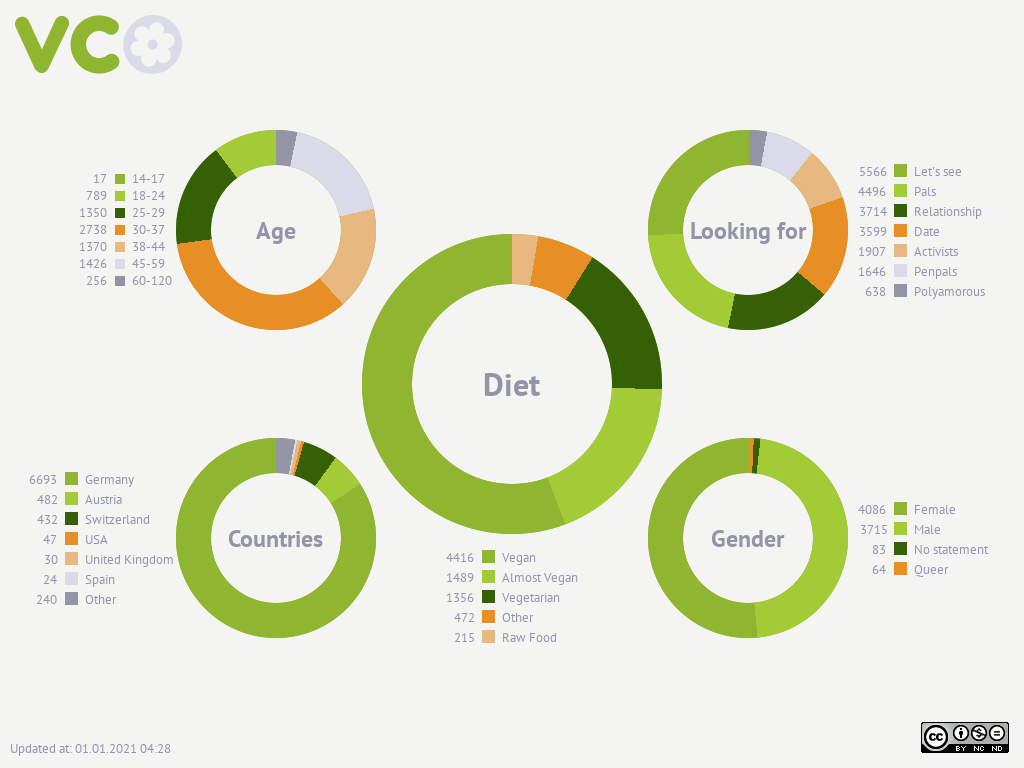 VC
Age
17 14-17
789 18-24
1350 25-29
2738 30-37
1370 38-44
1426 45-59
256 60-120
Looking for
5566 Let's see
4496 Pals
3714 Relationship
3599 Date
1907 Activists
1646 Penpals
638 Polyamorous
Diet
4416 Vegan
1489 Almost Vegan
1356 Vegetarian
472 Other
215 Raw Food
Countries
6693 Germany
482 Austria
432 Switzerland
47 USA
30 United Kingdom
24 Spain
240 Other
Gender
4086 Female
3715 Male
83 No statement
64 Queer
Updated at: 01.01.2021 04:28
cc
BY NC ND